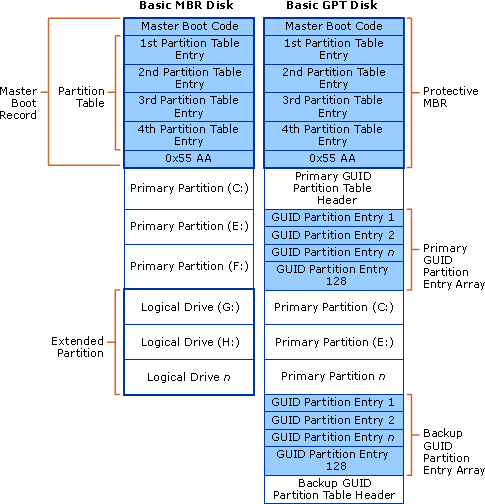 Basic MBR Disk
Basic GPT Disk
Master Boot Code
1st Partition Table
Entry
2nd Partition Table
Entry
3rd Partition Table
Entry
4th Partition Table
Entry
0x55 AA
Master
Boot
Record
Partition
Table
Primary Partition (C:)
Primary Partition (E:)
Primary Partition (F:)
Logical Drive (G:)
Logical Drive (H:)
Logical Drive n
Extended
Partition
Master Boot Code
1st Partition Table
Entry
2nd Partition Table
Entry
3rd Partition Table
Entry
4th Partition Table
Entry
0x55 AA
Protective
MBR
Primary GUID
Partition Table
Header
GUID Partition Entry 1
GUID Partition Entry 2
GUID Partition Entry n
GUID Partition Entry
128
Primary
GUID
Partition
Entry Array
Primary Partition (C:)
Primary Partition (E:)
Primary Partition n
GUID Partition Entry 1
GUID Partition Entry 2
GUID Partition Entry n
GUID Partition Entry
128
Backup
GUID
Partition
Entry Array
Backup GUID
Partition Table Header